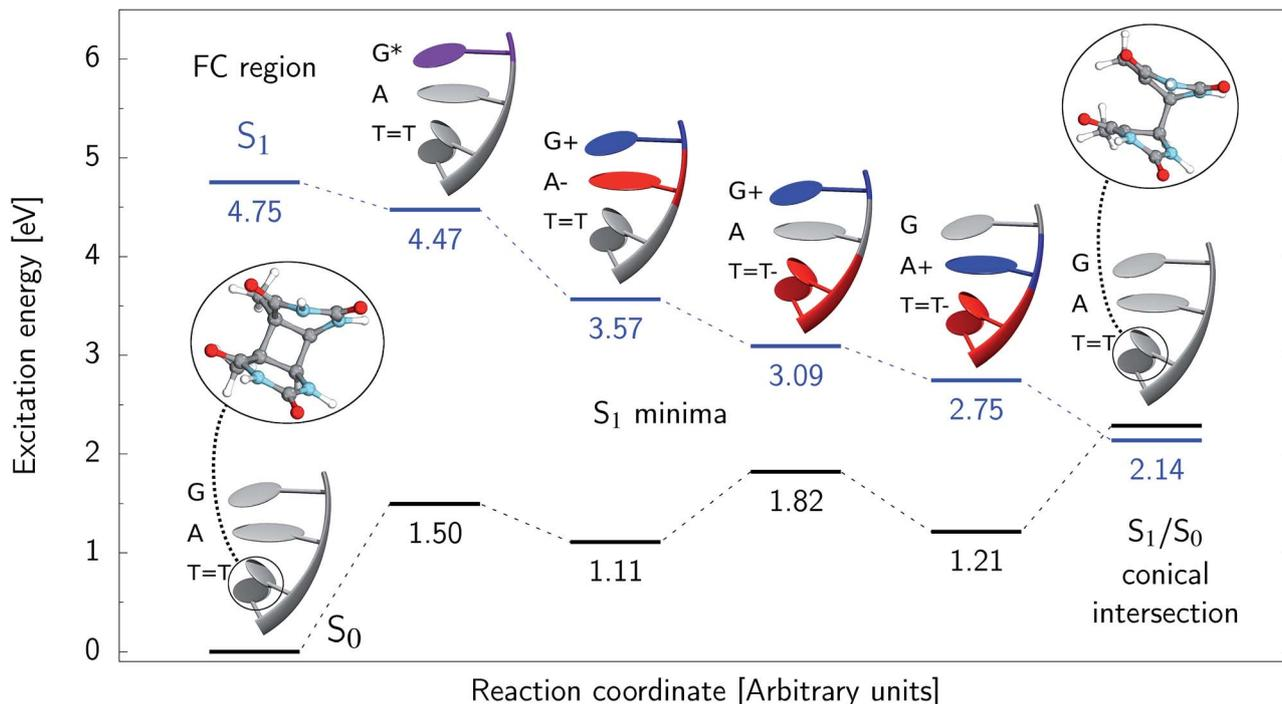 Excitation energy [eV]
6
5
4
3
2
1
0
FC region
S₁
4.75
G
A
T=T
S₀
G*
A
T=T
4.47
1.50
G+
A-
T=T
3.57
S₁ minima
1.11
G+
A
T=T-
3.09
1.82
G
A+
T=T-
2.75
1.21
G
A
T=T
2.14
S₁/S₀
conical
intersection
Reaction coordinate [Arbitrary units]